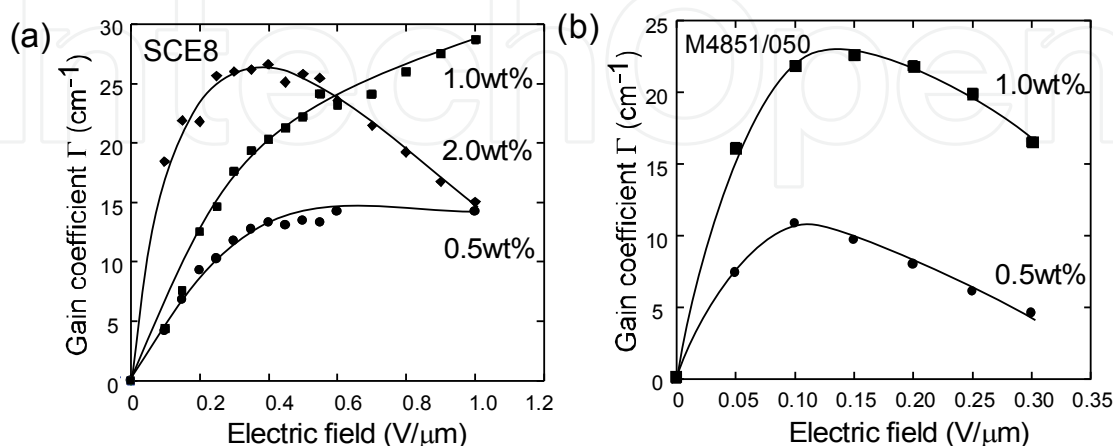 (a)
SCE8
Gain coefficient Γ (cm⁻¹)
30
25
20
15
10
5
0
1.0wt%
2.0wt%
0.5wt%
0 0.2 0.4 0.6 0.8 1.0 1.2
Electric field (V/μm)
(b)
M4851/050
Gain coefficient Γ (cm⁻¹)
25
20
15
10
5
0
1.0wt%
0.5wt%
0 0.05 0.10 0.15 0.20 0.25 0.30 0.35
Electric field (V/μm)
IntechOpen